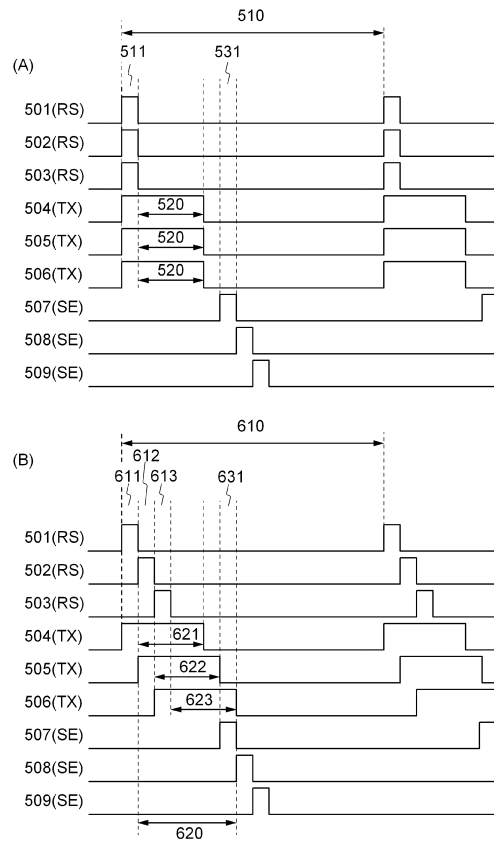 510
511 531
(A)
501(RS)
502(RS)
503(RS)
504(TX) 520
505(TX) 520
506(TX) 520
507(SE)
508(SE)
509(SE)
610
(B)
612
611 613 631
501(RS)
502(RS)
503(RS)
504(TX) 621
505(TX) 622
506(TX) 623
507(SE)
508(SE)
509(SE)
620